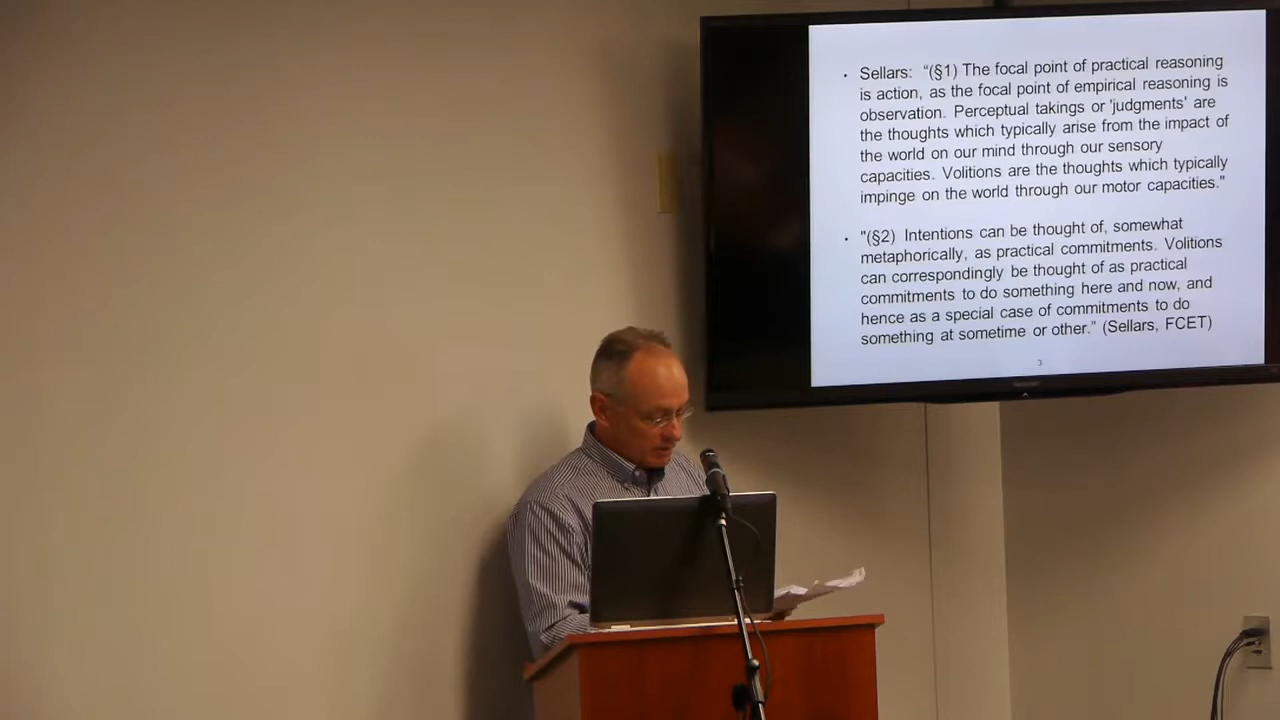 · Sellars: “(§1) The focal point of practical reasoning
is action, as the focal point of empirical reasoning is
observation. Perceptual takings or 'judgments' are
the thoughts which typically arise from the impact of
the world on our mind through our sensory
capacities. Volitions are the thoughts which typically
impinge on the world through our motor capacities."
· "(§2) Intentions can be thought of, somewhat
metaphorically, as practical commitments. Volitions
can correspondingly be thought of as practical
commitments to do something here and now, and
hence as a special case of commitments to do
something at sometime or other.” (Sellars, FCET)
3